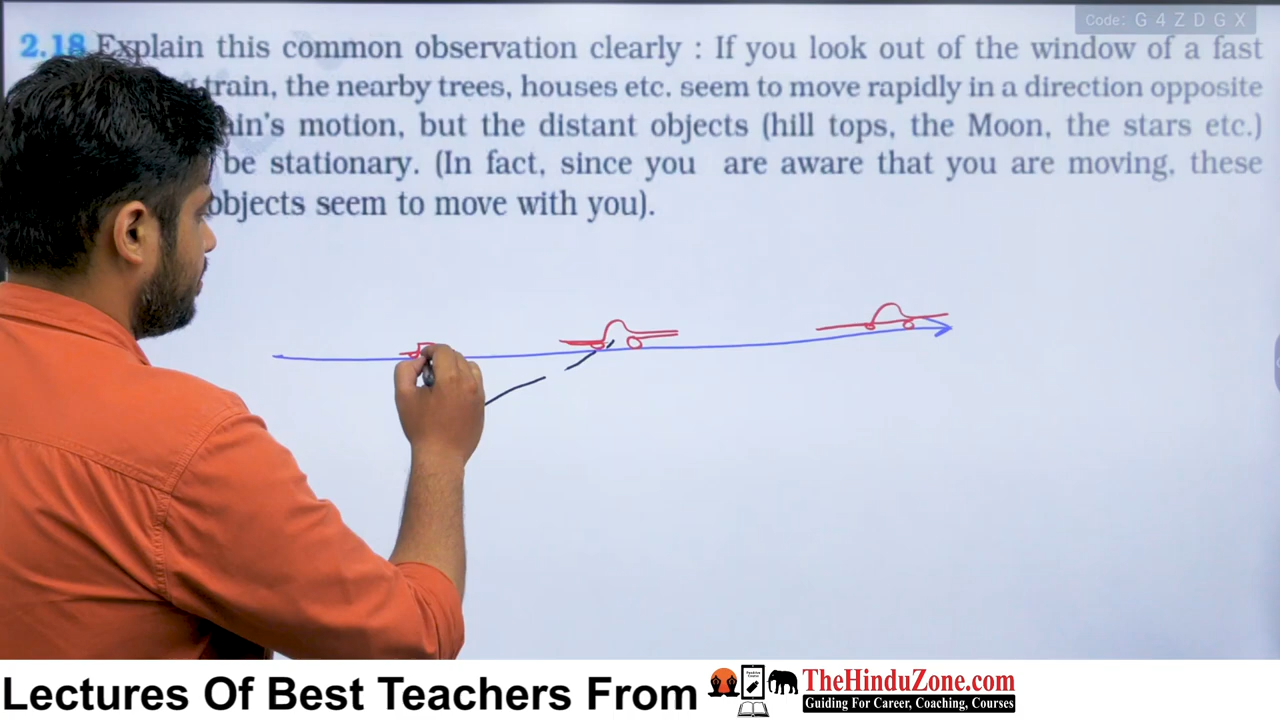 Code: G 4 Z D G X
2.18 Explain this common observation clearly : If you look out of the window of a fast
train, the nearby trees, houses etc. seem to move rapidly in a direction opposite
ain's motion, but the distant objects (hill tops, the Moon, the stars etc.)
be stationary. (In fact, since you are aware that you are moving, these
objects seem to move with you).
Lectures Of Best Teachers From
TheHinduZone.com
Guiding For Career, Coaching, Courses